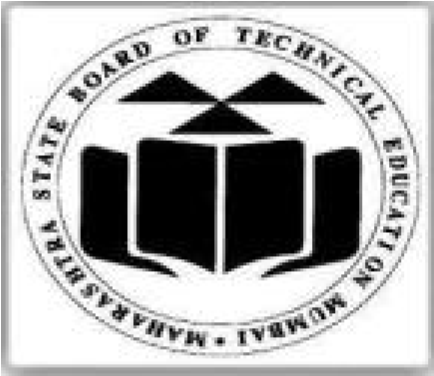 MAHARASHTRA STATE BOARD OF TECHNICAL EDUCATION MUMBAI •